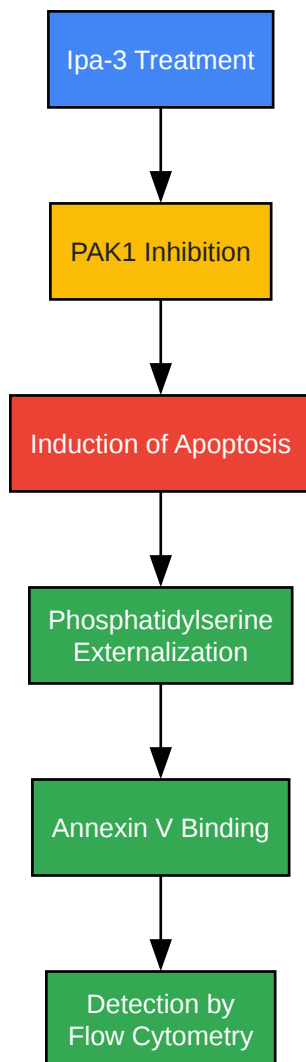 Ipa-3 Treatment
PAK1 Inhibition
Induction of Apoptosis
Phosphatidylserine
Externalization
Annexin V Binding
Detection by
Flow Cytometry